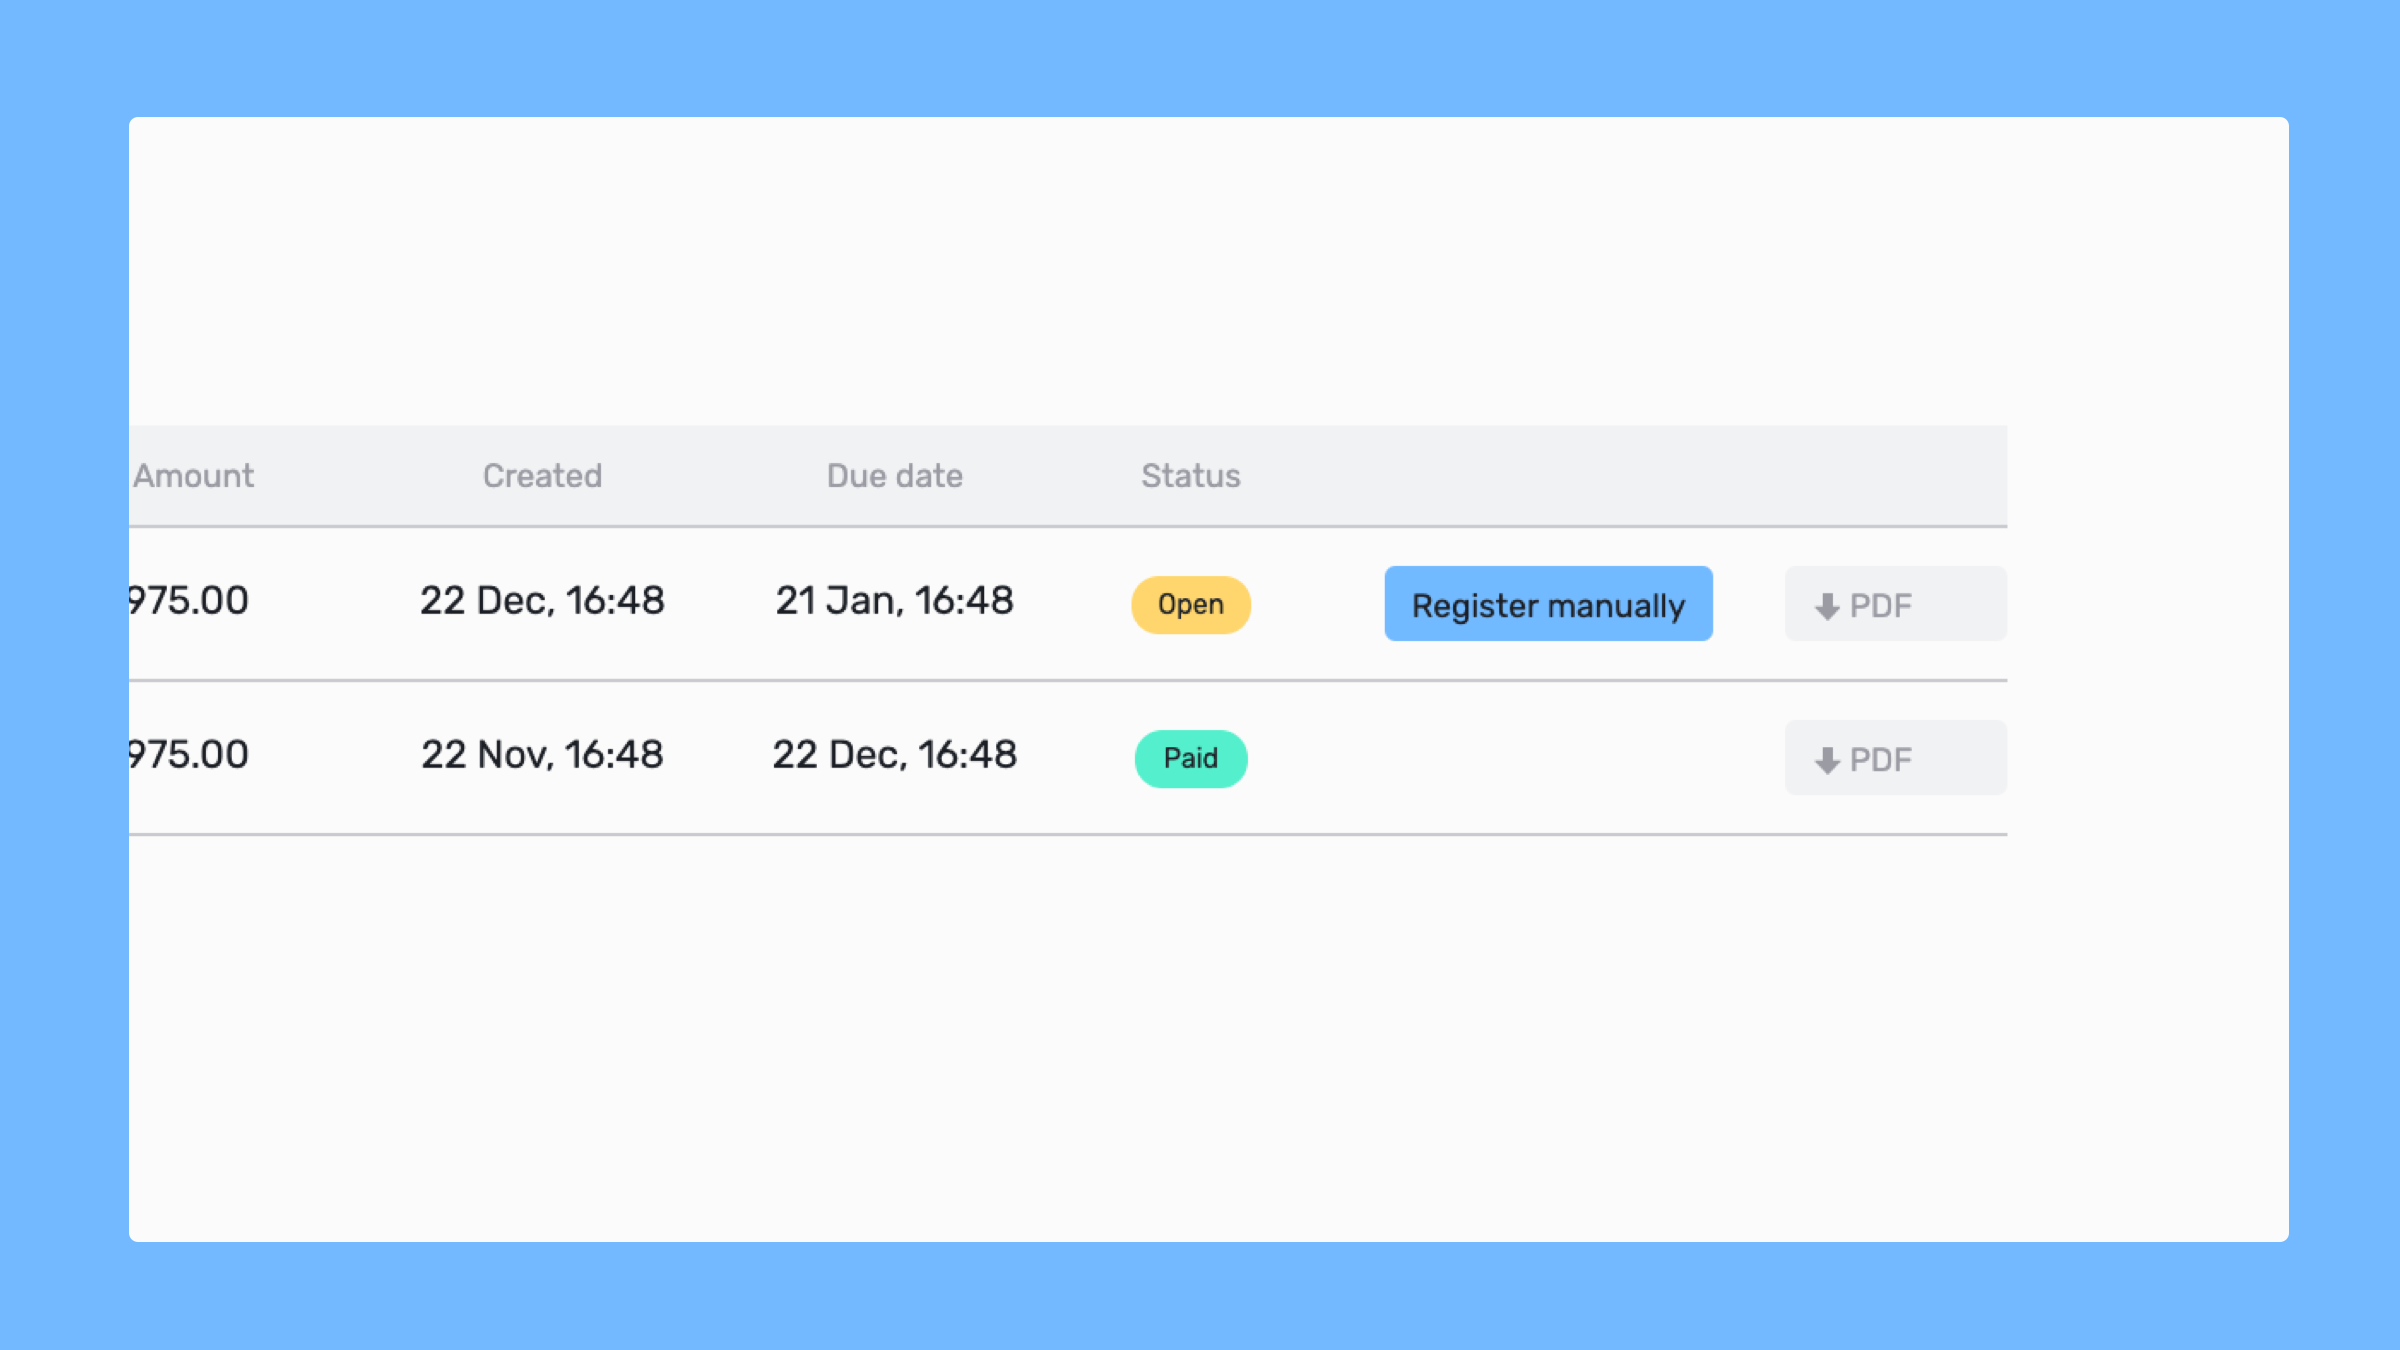 Amount Created Due date Status
975.00 22 Dec, 16:48 21 Jan, 16:48 Open Register manually PDF
975.00 22 Nov, 16:48 22 Dec, 16:48 Paid PDF